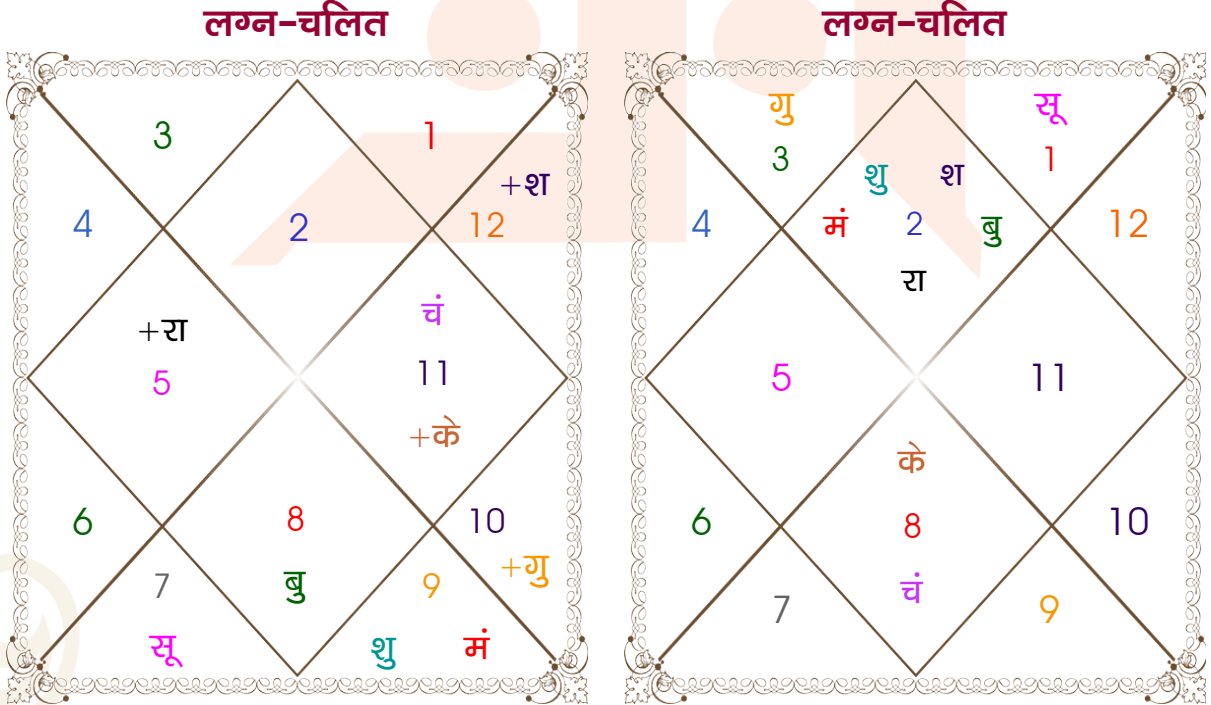 लग्न-चलित
3
1
+श
4
2
12
चं
+रा
11
5
+के
6
8
10
7
बु
9
+गु
सू
शु
मं
लग्न-चलित
गु
सू
3
1
शु
श
4
मं
2
बु
12
रा
5
11
के
6
8
10
चं
7
9